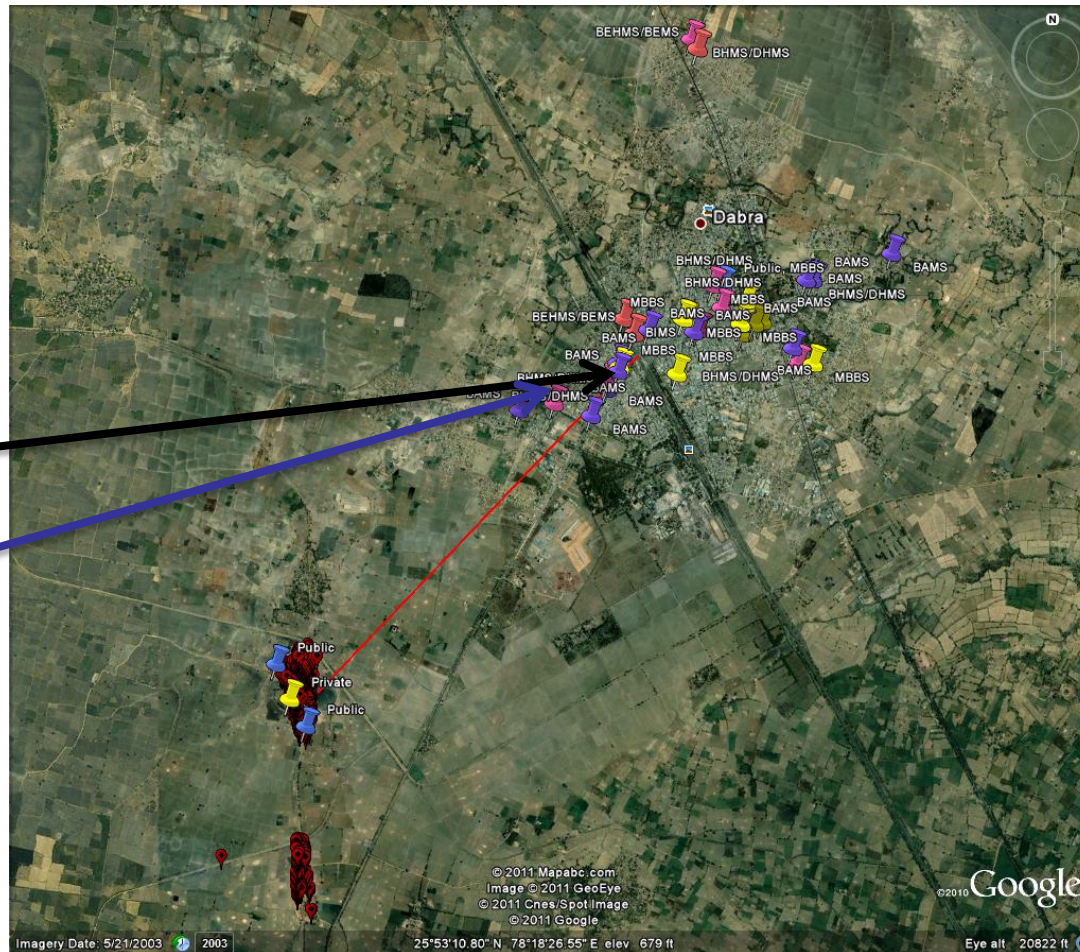 N
BEHMS/BEMS
BHMS/DHMS
Dabra
BHMS/DHMS
Public, MBBS
BAMS
BAMS
BHMS/DHMS
BAMS
BHMS/DHMS
MBBS
MBBS
BAMS
BAMS
BAMS
BEHMS/BEMS
BIMS
BAMS
MBBS
BAMS
MBBS
MBBS
BAMS
BHMS/DHMS
BAMS
MBBS
BAMS
BAMS
BAMS
Public
Private
Public
© 2011 Mapabc.com
Image © 2011 GeoEye
© 2011 Cnes/Spot Image
© 2011 Google
©2010 Google
Imagery Date: 5/21/2003
2003
25°53'10.80" N 78°18'26.55" E elev 679 ft
Eye alt 20822 ft